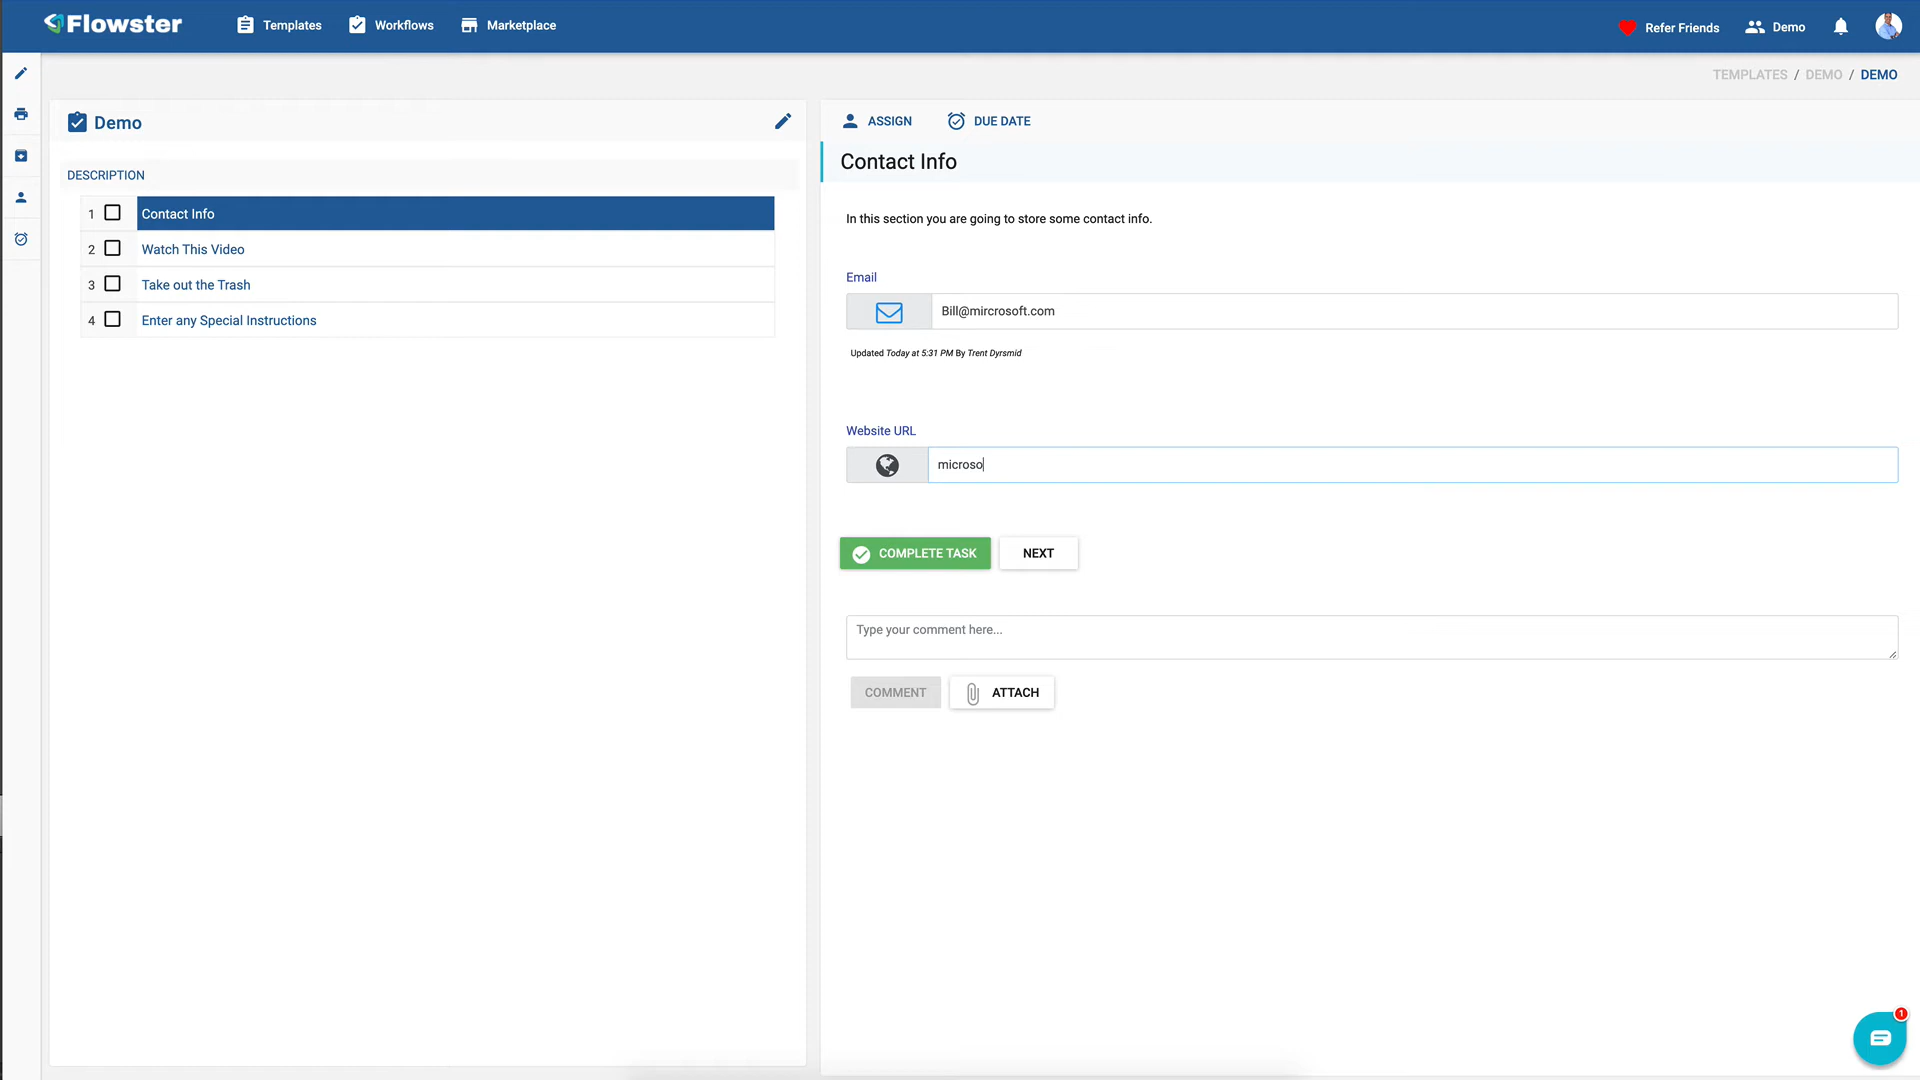 Flowster
Templates
Workflows
Marketplace
Refer Friends
Demo
TEMPLATES / DEMO / DEMO
Demo
DESCRIPTION
1 Contact Info
2 Watch This Video
3 Take out the Trash
4 Enter any Special Instructions
ASSIGN
DUE DATE
Contact Info
In this section you are going to store some contact info.
Email
Bill@mircrosoft.com
Updated Today at 5:31 PM By Trent Dyrsmid
Website URL
microso
COMPLETE TASK
NEXT
Type your comment here...
COMMENT
ATTACH
1